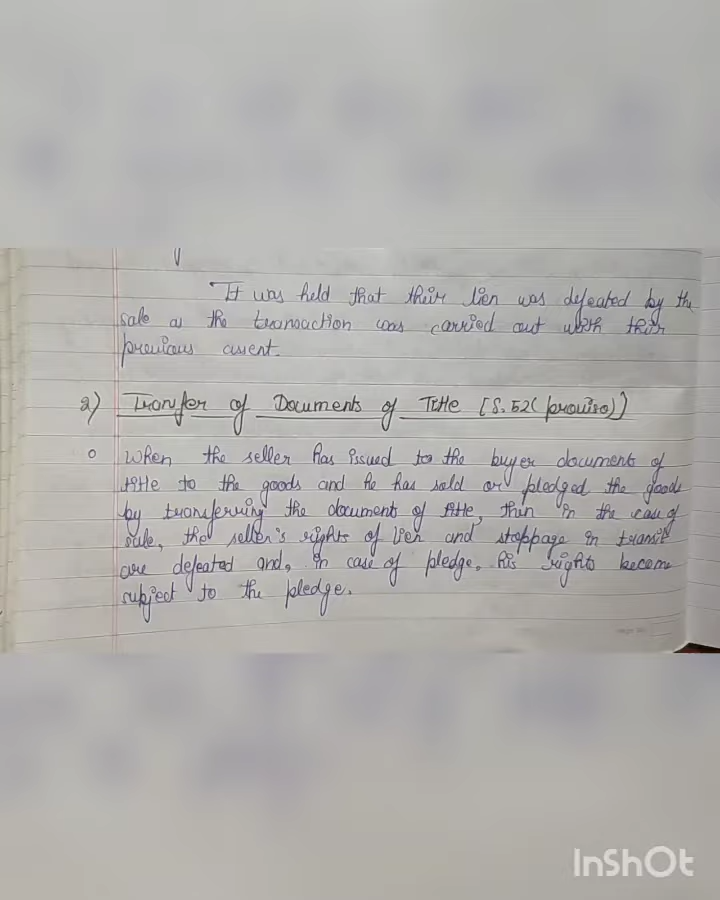 It was held that their lien was defeated by the
sale as the transaction was carried out with their
previous assent.
2) Transfer of Documents of Title [S. 52 (proviso)]
When the seller has issued to the buyer documents of
title to the goods and he has sold or pledged the goods
by transferring the documents of title, then in the case of
sale, the seller's rights of lien and stoppage in transit
are defeated and, in case of pledge, his rights become
subject to the pledge.
InShOt